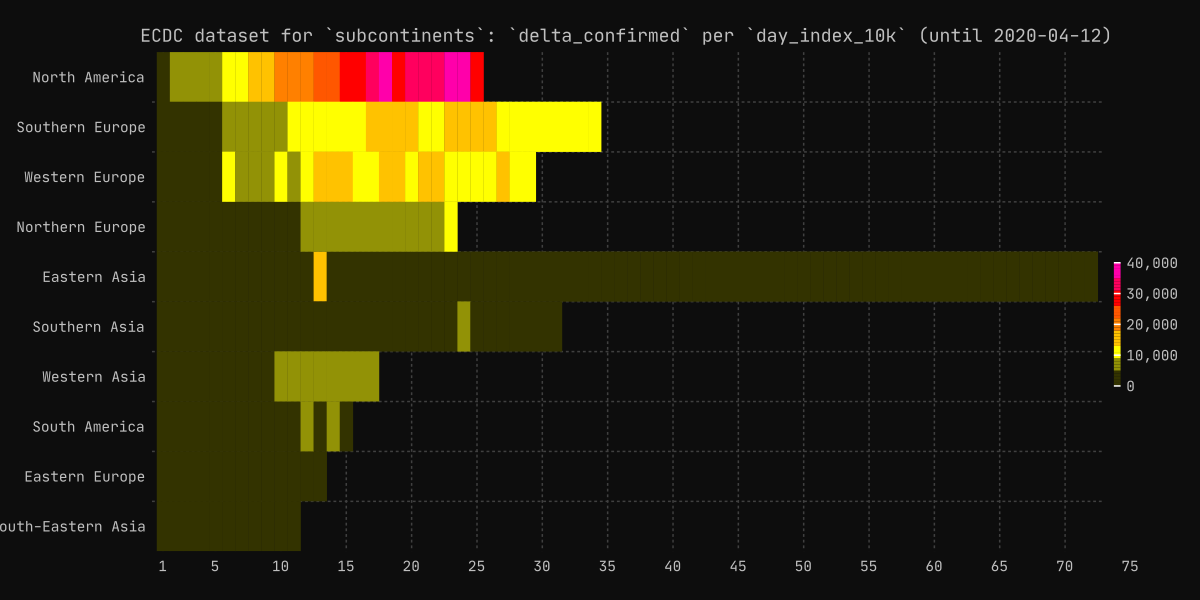 ECDC dataset for `subcontinents`: `delta_confirmed` per `day_index_10k` (until 2020-04-12)
North America
Southern Europe
Western Europe
Northern Europe
Eastern Asia
Southern Asia
Western Asia
South America
Eastern Europe
outh-Eastern Asia
40,000
30,000
20,000
10,000
0
1 5 10 15 20 25 30 35 40 45 50 55 60 65 70 75